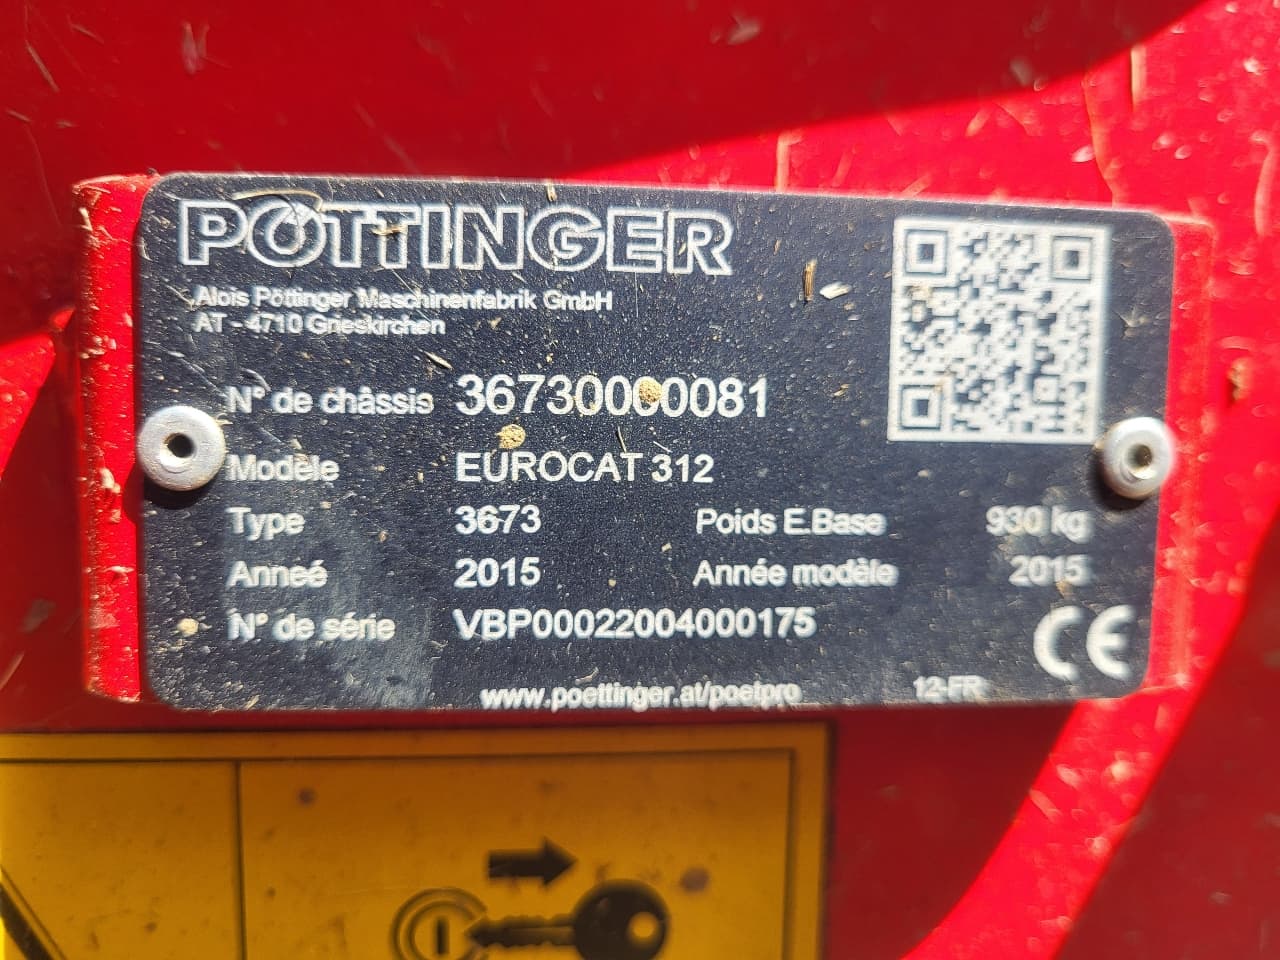 PÖTTINGER
Alois Pöttinger Maschinenfabrik GmbH
AT - 4710 Grieskirchen
N° de châssis 36730000081
Modèle EUROCAT 312
Type 3673 Poids E.Base 930 kg
Anneé 2015 Année modèle 2015
N° de série VBP00022004000175
CE
www.poettinger.at/poetpro 12-FR